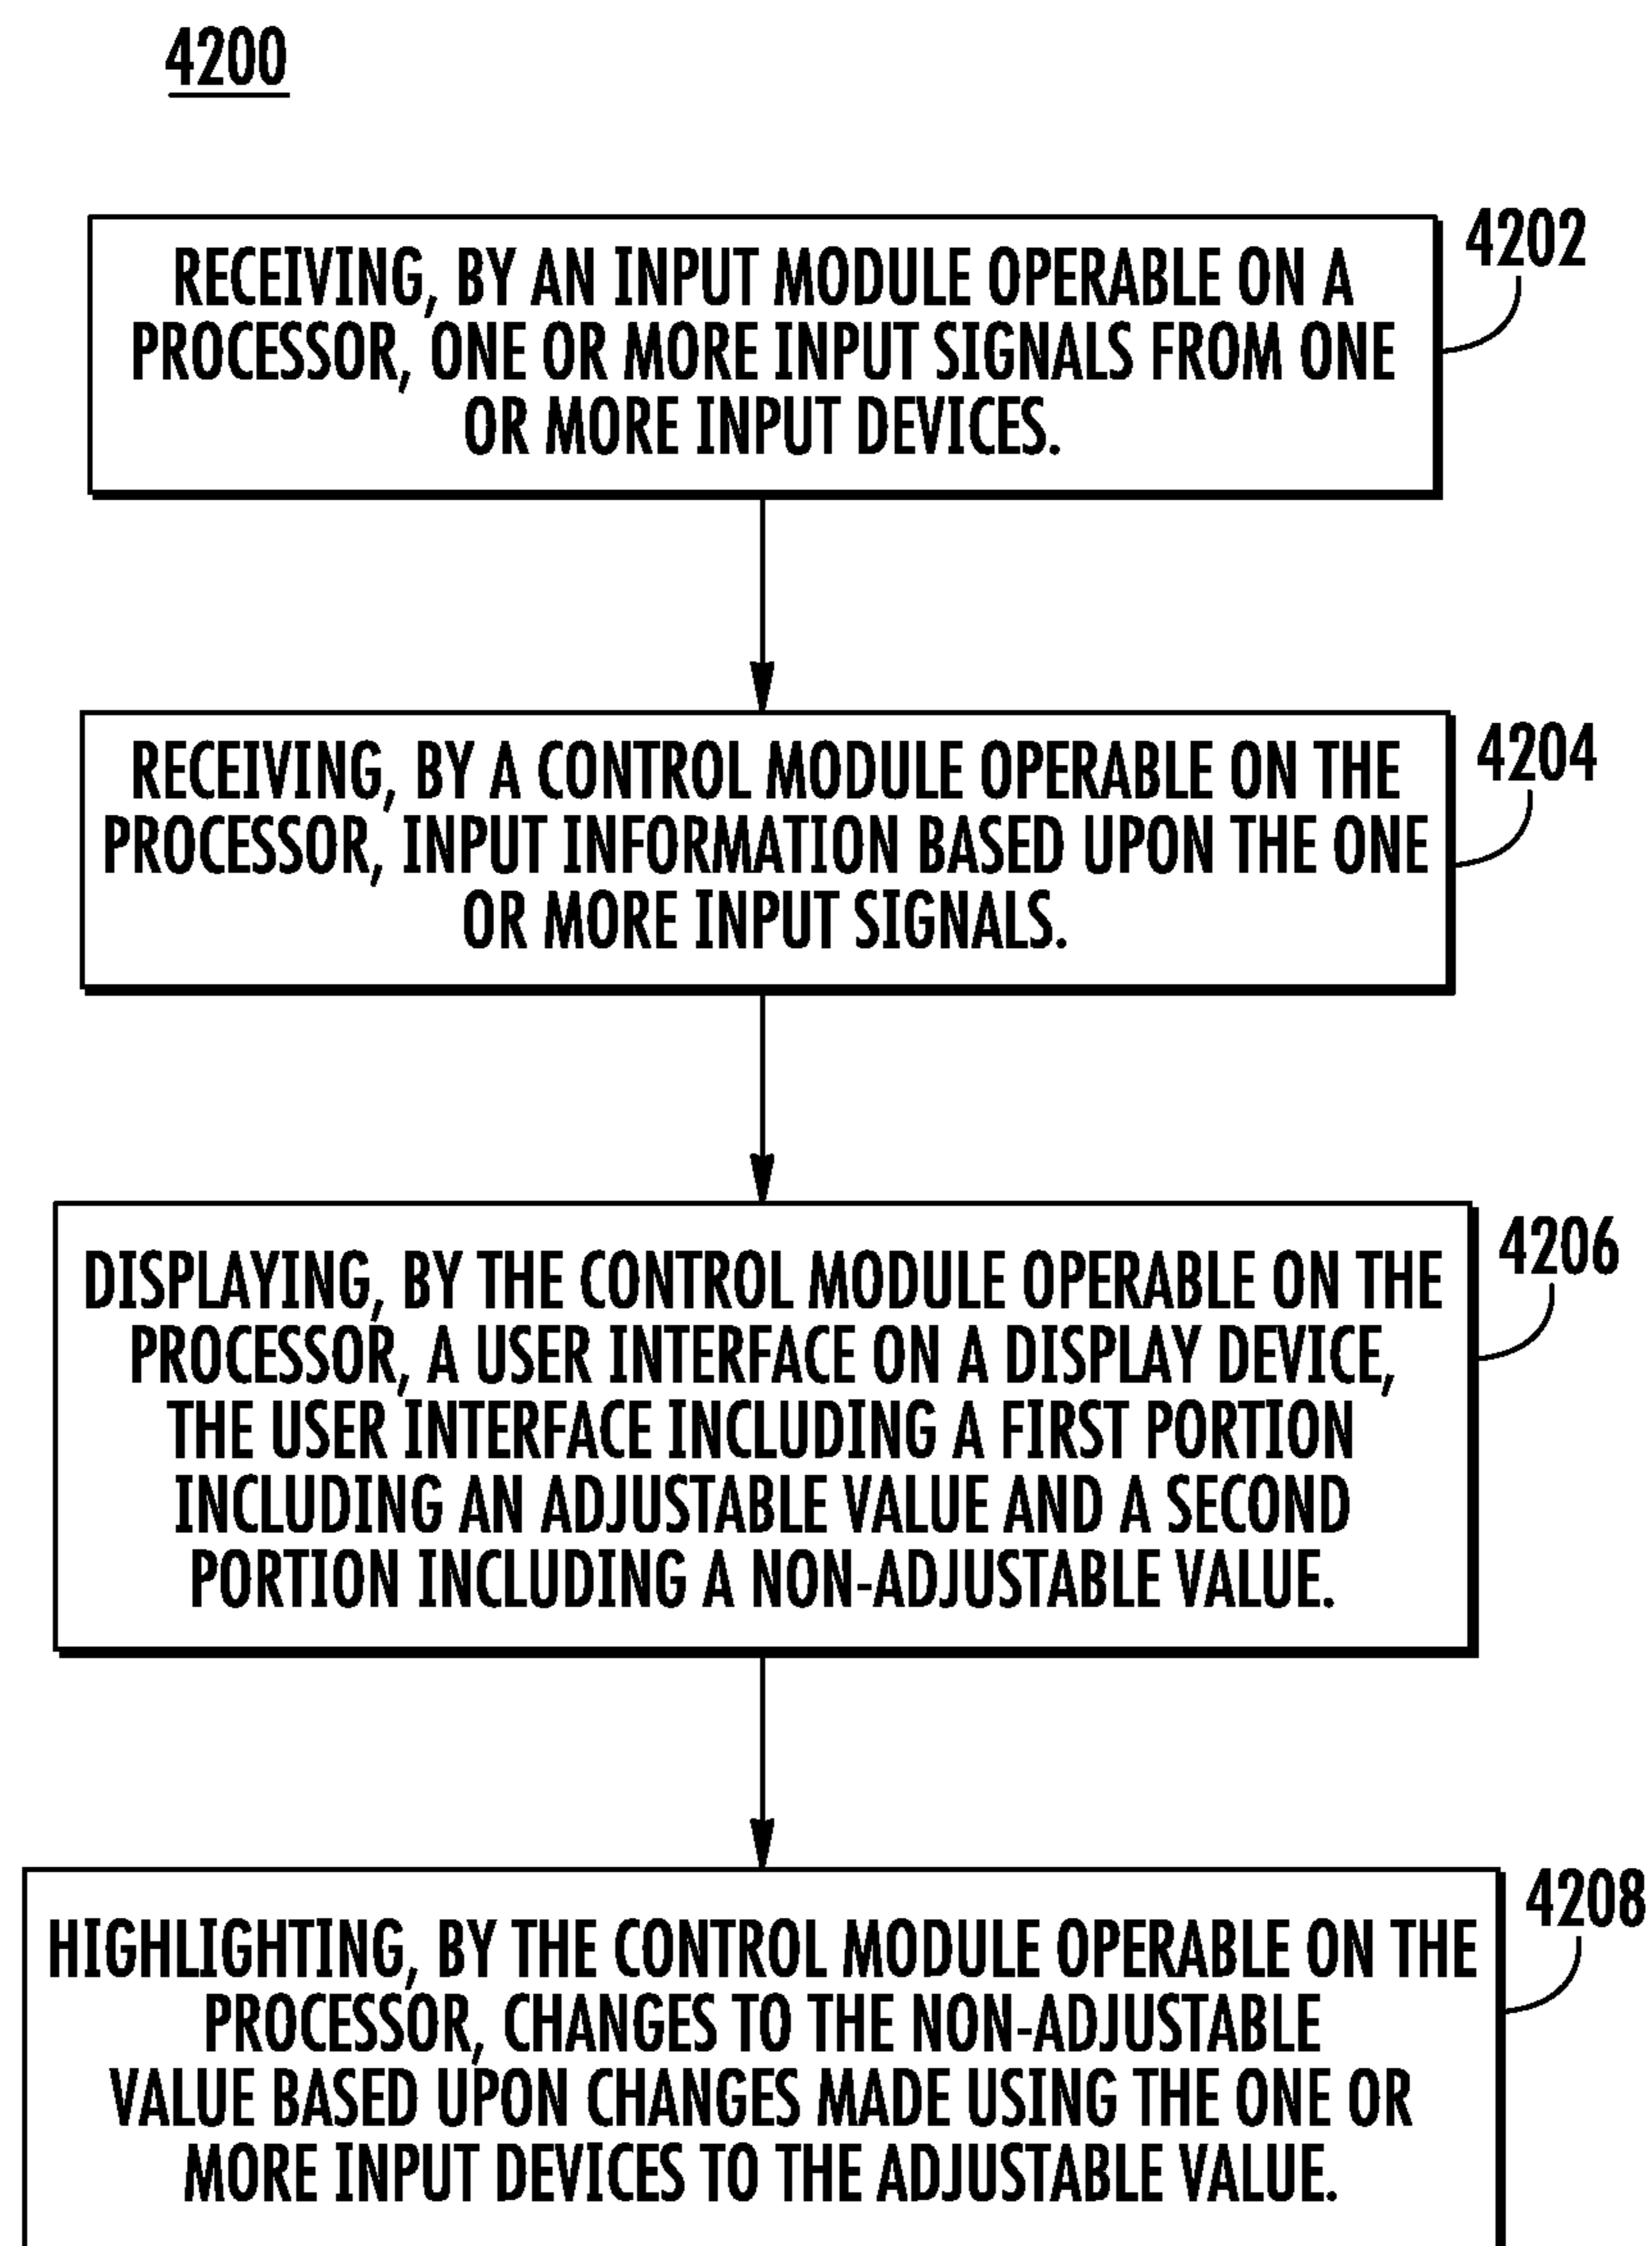 4200
4202
RECEIVING, BY AN INPUT MODULE OPERABLE ON A
PROCESSOR, ONE OR MORE INPUT SIGNALS FROM ONE
OR MORE INPUT DEVICES.
4204
RECEIVING, BY A CONTROL MODULE OPERABLE ON THE
PROCESSOR, INPUT INFORMATION BASED UPON THE ONE
OR MORE INPUT SIGNALS.
4206
DISPLAYING, BY THE CONTROL MODULE OPERABLE ON THE
PROCESSOR, A USER INTERFACE ON A DISPLAY DEVICE,
THE USER INTERFACE INCLUDING A FIRST PORTION
INCLUDING AN ADJUSTABLE VALUE AND A SECOND
PORTION INCLUDING A NON-ADJUSTABLE VALUE.
4208
HIGHLIGHTING, BY THE CONTROL MODULE OPERABLE ON THE
PROCESSOR, CHANGES TO THE NON-ADJUSTABLE
VALUE BASED UPON CHANGES MADE USING THE ONE OR
MORE INPUT DEVICES TO THE ADJUSTABLE VALUE.